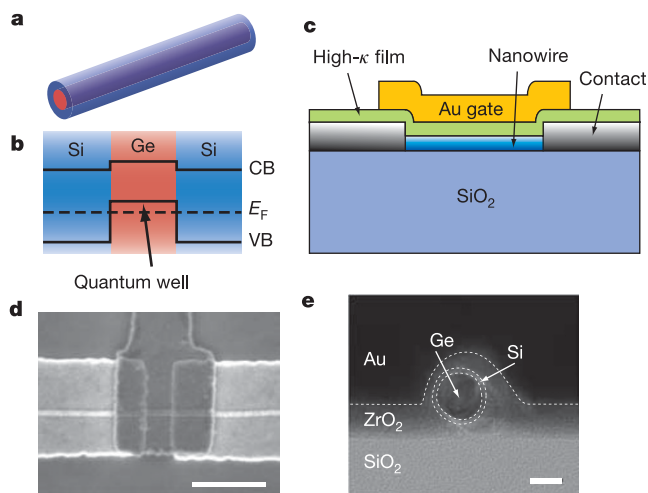 a
b
Si Ge Si
CB
E_F
VB
Quantum well
c
High-κ film
Nanowire
Contact
Au gate
SiO₂
d
e
Au
Ge
Si
ZrO₂
SiO₂